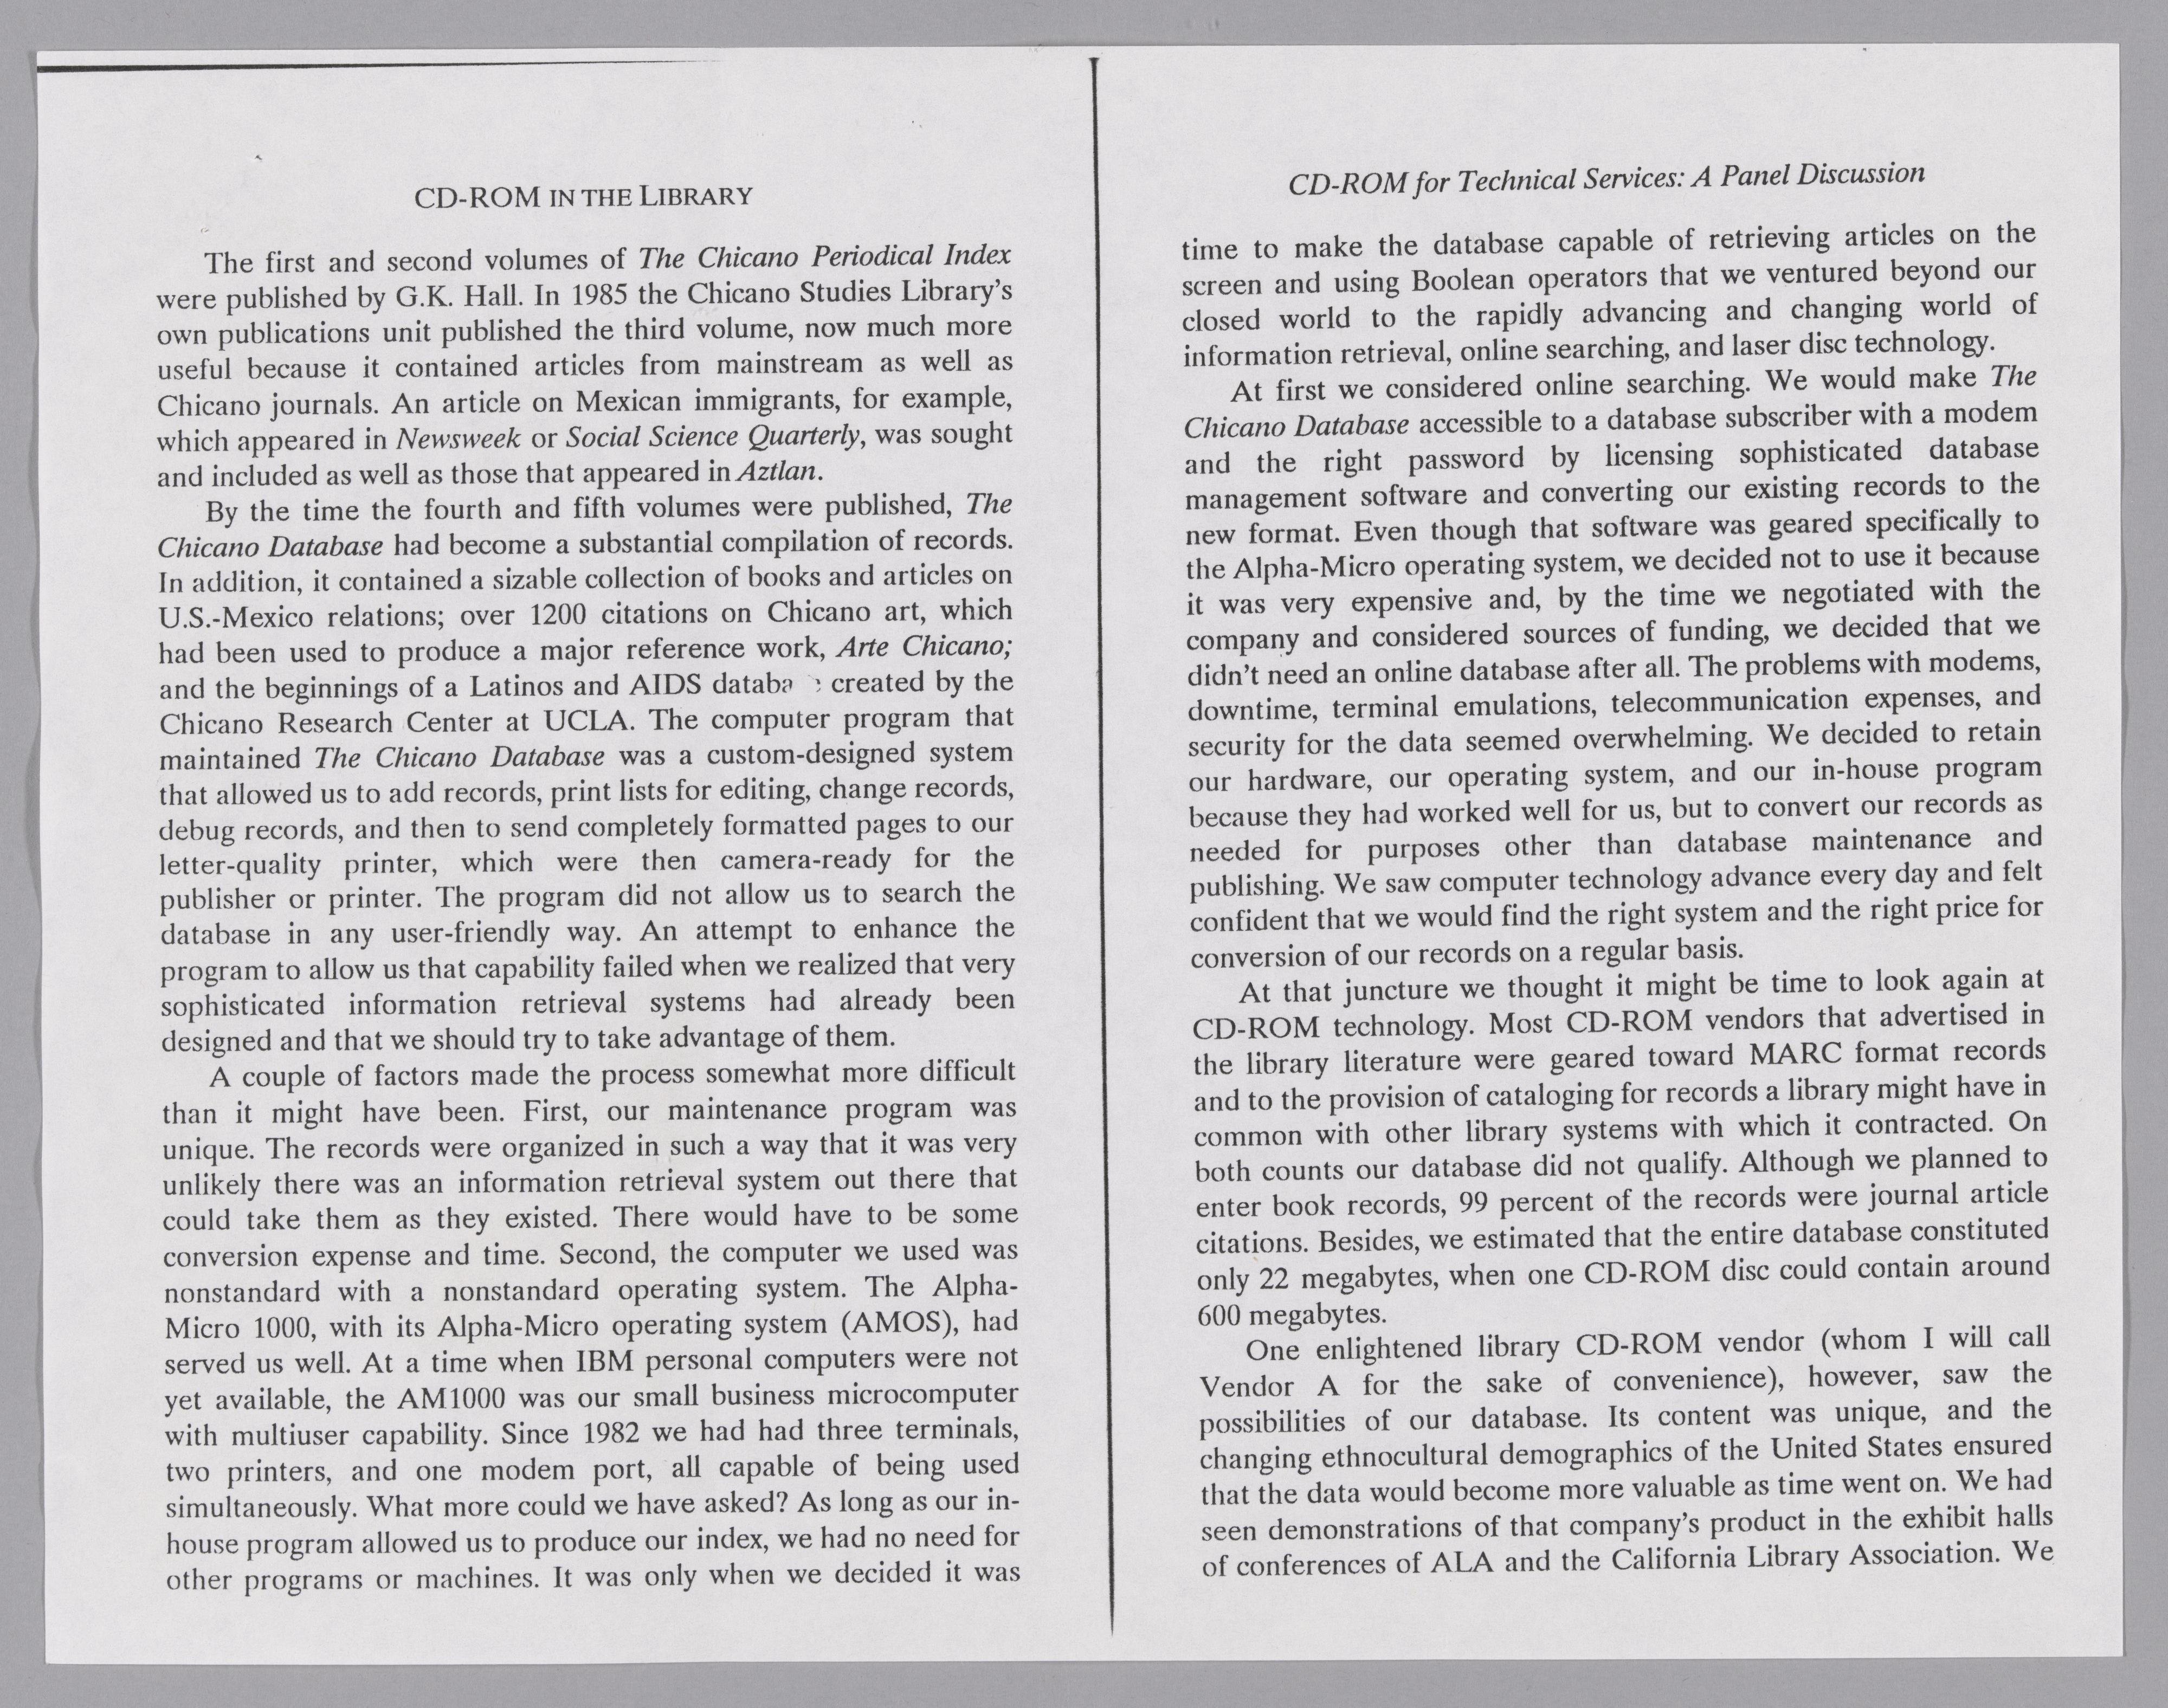 CD-ROM IN THE LIBRARY
The first and second volumes of The Chicano Periodical Index
were published by G.K. Hall. In 1985 the Chicano Studies Library's
own publications unit published the third volume, now much more
useful because it contained articles from mainstream as well as
Chicano journals. An article on Mexican immigrants, for example,
which appeared in Newsweek or Social Science Quarterly, was sought
and included as well as those that appeared in Aztlan.
By the time the fourth and fifth volumes were published, The
Chicano Database had become a substantial compilation of records.
In addition, it contained a sizable collection of books and articles on
U.S.-Mexico relations; over 1200 citations on Chicano art, which
had been used to produce a major reference work, Arte Chicano;
and the beginnings of a Latinos and AIDS databa created by the
Chicano Research Center at UCLA. The computer program that
maintained The Chicano Database was a custom-designed system
that allowed us to add records, print lists for editing, change records,
debug records, and then to send completely formatted pages to our
letter-quality printer, which were then camera-ready for the
publisher or printer. The program did not allow us to search the
database in any user-friendly way. An attempt to enhance the
program to allow us that capability failed when we realized that very
sophisticated information retrieval systems had already been
designed and that we should try to take advantage of them.
A couple of factors made the process somewhat more difficult
than it might have been. First, our maintenance program was
unique. The records were organized in such a way that it was very
unlikely there was an information retrieval system out there that
could take them as they existed. There would have to be some
conversion expense and time. Second, the computer we used was
nonstandard with a nonstandard operating system. The Alpha-
Micro 1000, with its Alpha-Micro operating system (AMOS), had
served us well. At a time when IBM personal computers were not
yet available, the AM1000 was our small business microcomputer
with multiuser capability. Since 1982 we had had three terminals,
two printers, and one modem port, all capable of being used
simultaneously. What more could we have asked? As long as our in-
house program allowed us to produce our index, we had no need for
other programs or machines. It was only when we decided it was
CD-ROM for Technical Services: A Panel Discussion
time to make the database capable of retrieving articles on the
screen and using Boolean operators that we ventured beyond our
closed world to the rapidly advancing and changing world of
information retrieval, online searching, and laser disc technology.
At first we considered online searching. We would make The
Chicano Database accessible to a database subscriber with a modem
and the right password by licensing sophisticated database
management software and converting our existing records to the
new format. Even though that software was geared specifically to
the Alpha-Micro operating system, we decided not to use it because
it was very expensive and, by the time we negotiated with the
company and considered sources of funding, we decided that we
didn't need an online database after all. The problems with modems,
downtime, terminal emulations, telecommunication expenses, and
security for the data seemed overwhelming. We decided to retain
our hardware, our operating system, and our in-house program
because they had worked well for us, but to convert our records as
needed for purposes other than database maintenance and
publishing. We saw computer technology advance every day and felt
confident that we would find the right system and the right price for
conversion of our records on a regular basis.
At that juncture we thought it might be time to look again at
CD-ROM technology. Most CD-ROM vendors that advertised in
the library literature were geared toward MARC format records
and to the provision of cataloging for records a library might have in
common with other library systems with which it contracted. On
both counts our database did not qualify. Although we planned to
enter book records, 99 percent of the records were journal article
citations. Besides, we estimated that the entire database constituted
only 22 megabytes, when one CD-ROM disc could contain around
600 megabytes.
One enlightened library CD-ROM vendor (whom I will call
Vendor A for the sake of convenience), however, saw the
possibilities of our database. Its content was unique, and the
changing ethnocultural demographics of the United States ensured
that the data would become more valuable as time went on. We had
seen demonstrations of that company's product in the exhibit halls
of conferences of ALA and the California Library Association. We